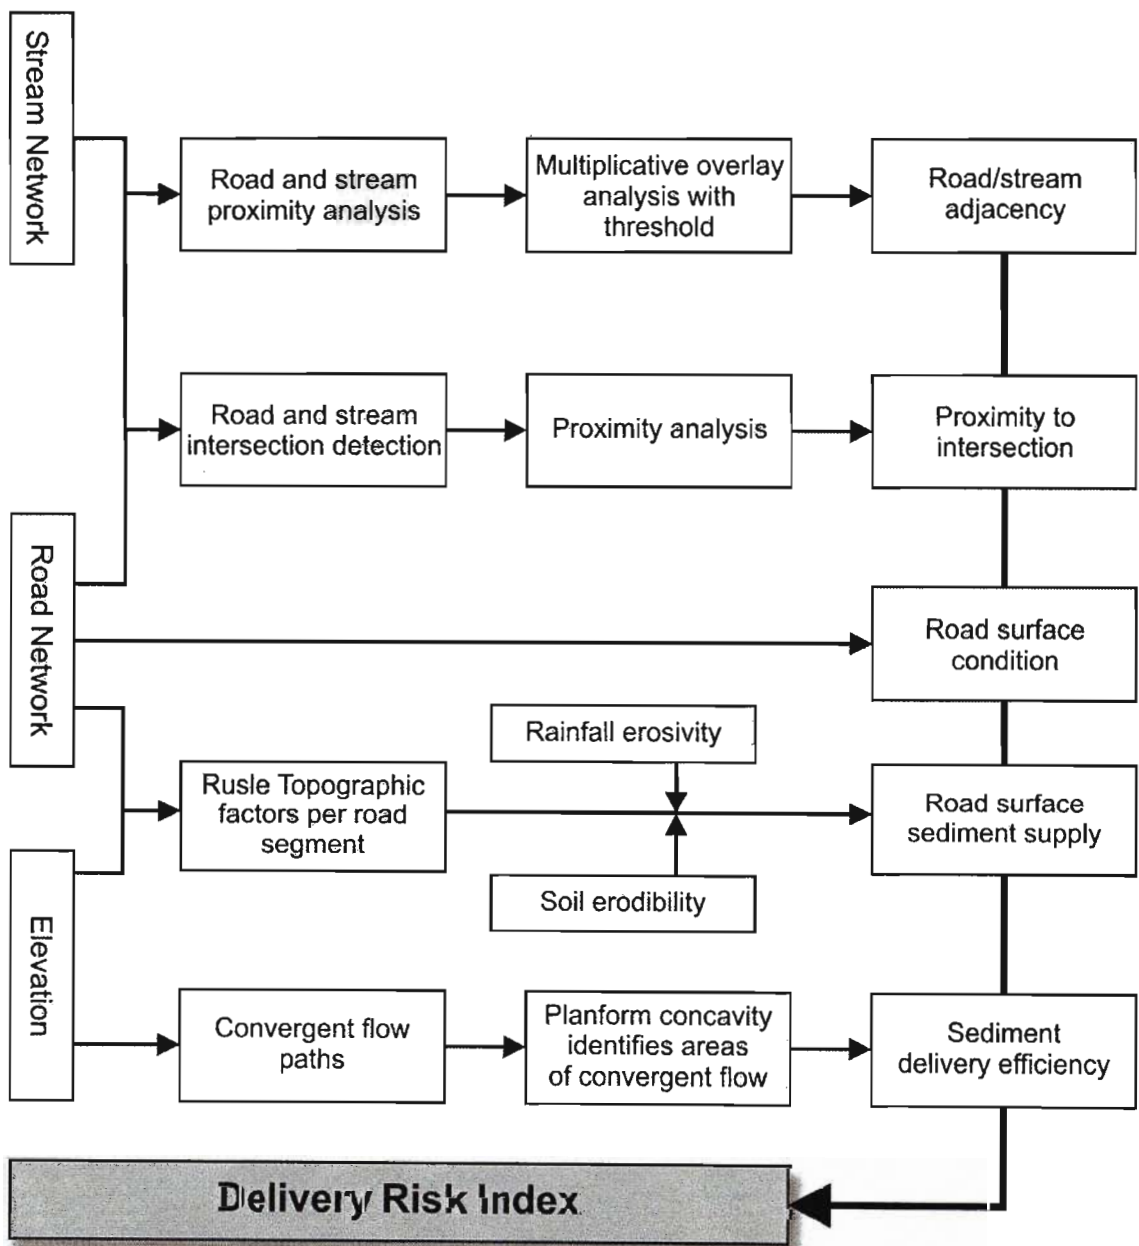 Stream Network
Road and stream
proximity analysis
Multiplicative overlay
analysis with
threshold
Road/stream
adjacency
Road and stream
intersection detection
Proximity analysis
Proximity to
intersection
Road Network
Road surface
condition
Rainfall erosivity
Rusle Topographic
factors per road
segment
Road surface
sediment supply
Soil erodibility
Elevation
Convergent flow
paths
Planform concavity
identifies areas
of convergent flow
Sediment
delivery efficiency
Delivery Risk Index